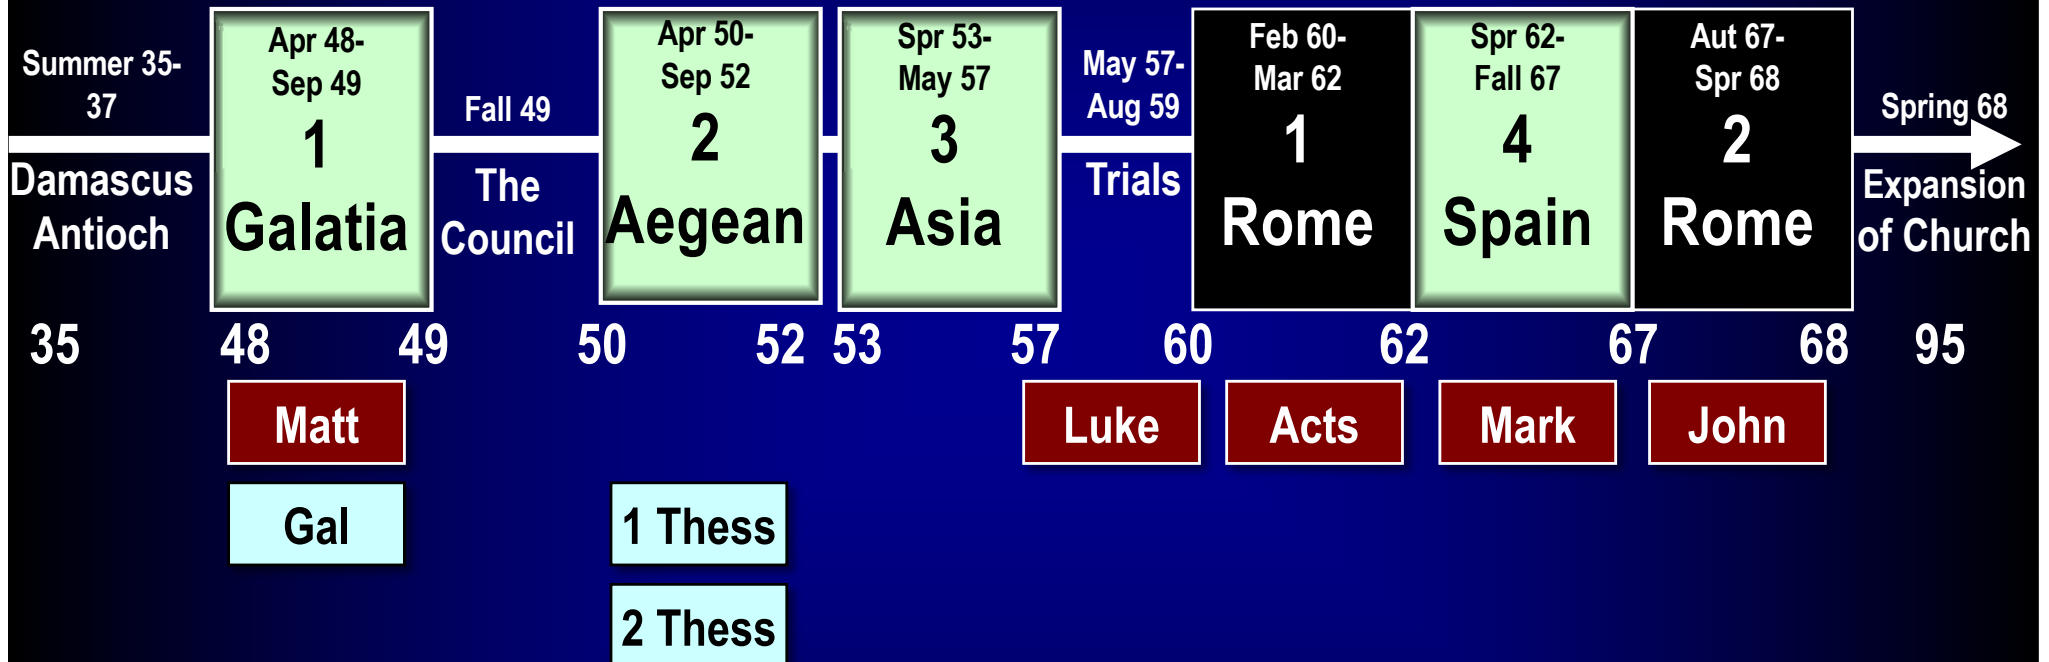 Summer 35-
37
Damascus
Antioch
Apr 48-
Sep 49
1
Galatia
Fall 49
The
Council
Apr 50-
Sep 52
2
Aegean
Spr 53-
May 57
3
Asia
May 57-
Aug 59
Trials
Feb 60-
Mar 62
1
Rome
Spr 62-
Fall 67
4
Spain
Aut 67-
Spr 68
2
Rome
Spring 68
Expansion
of Church
35 48 49 50 52 53 57 60 62 67 68 95
Matt Luke Acts Mark John
Gal 1 Thess
2 Thess